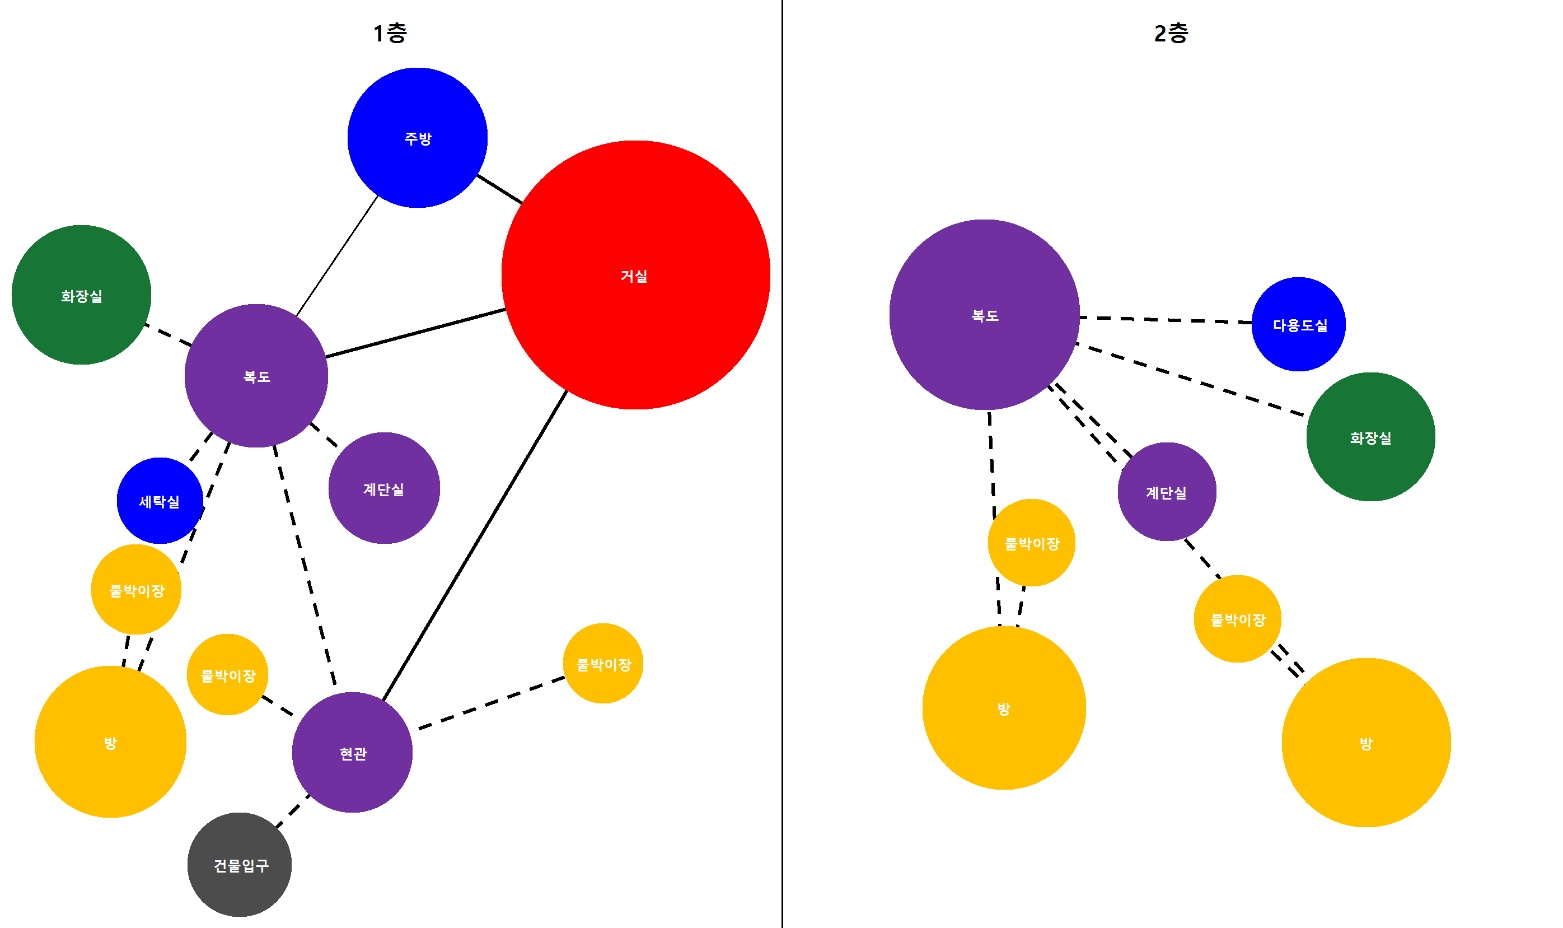 1층
주방
거실
화장실
복도
계단실
세탁실
붙박이장
붙박이장
붙박이장
방
현관
건물입구
2층
복도
다용도실
화장실
계단실
붙박이장
붙박이장
방
방